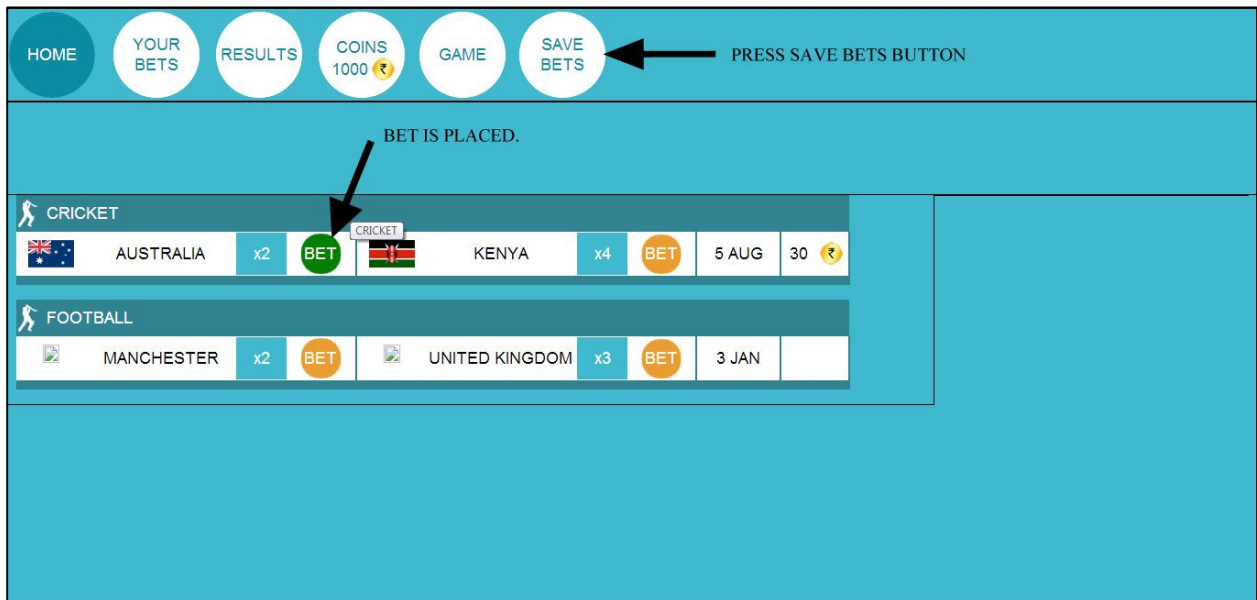 HOME
YOUR
BETS
RESULTS
COINS
1000 ₹
GAME
SAVE
BETS
PRESS SAVE BETS BUTTON
BET IS PLACED.
CRICKET
CRICKET
AUSTRALIA x2 BET KENYA x4 BET 5 AUG 30 ₹
FOOTBALL
MANCHESTER x2 BET UNITED KINGDOM x3 BET 3 JAN